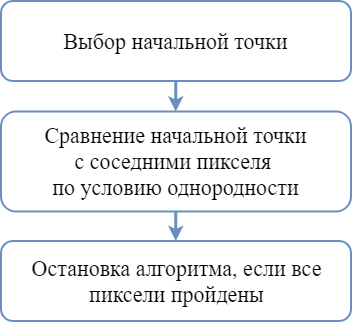 Выбор начальной точки
Сравнение начальной точки
с соседними пикселя
по условию однородности
Остановка алгоритма, если все
пиксели пройдены